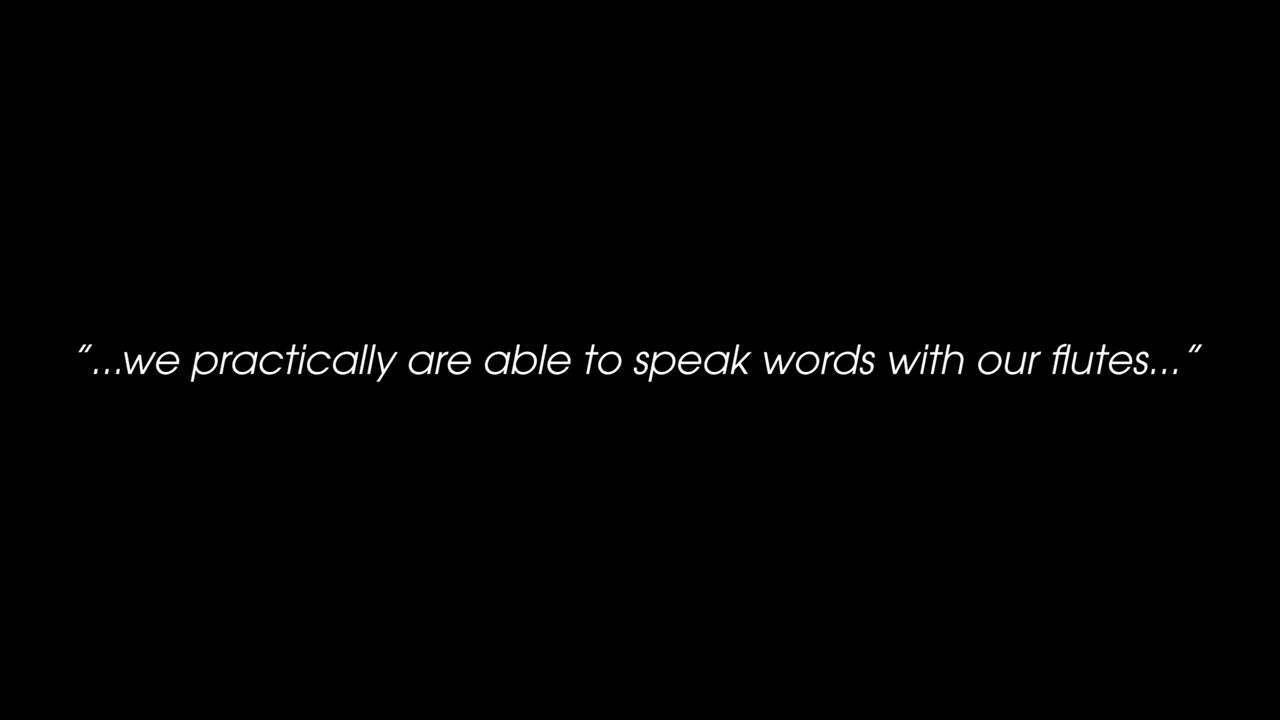 “...we practically are able to speak words with our flutes...”